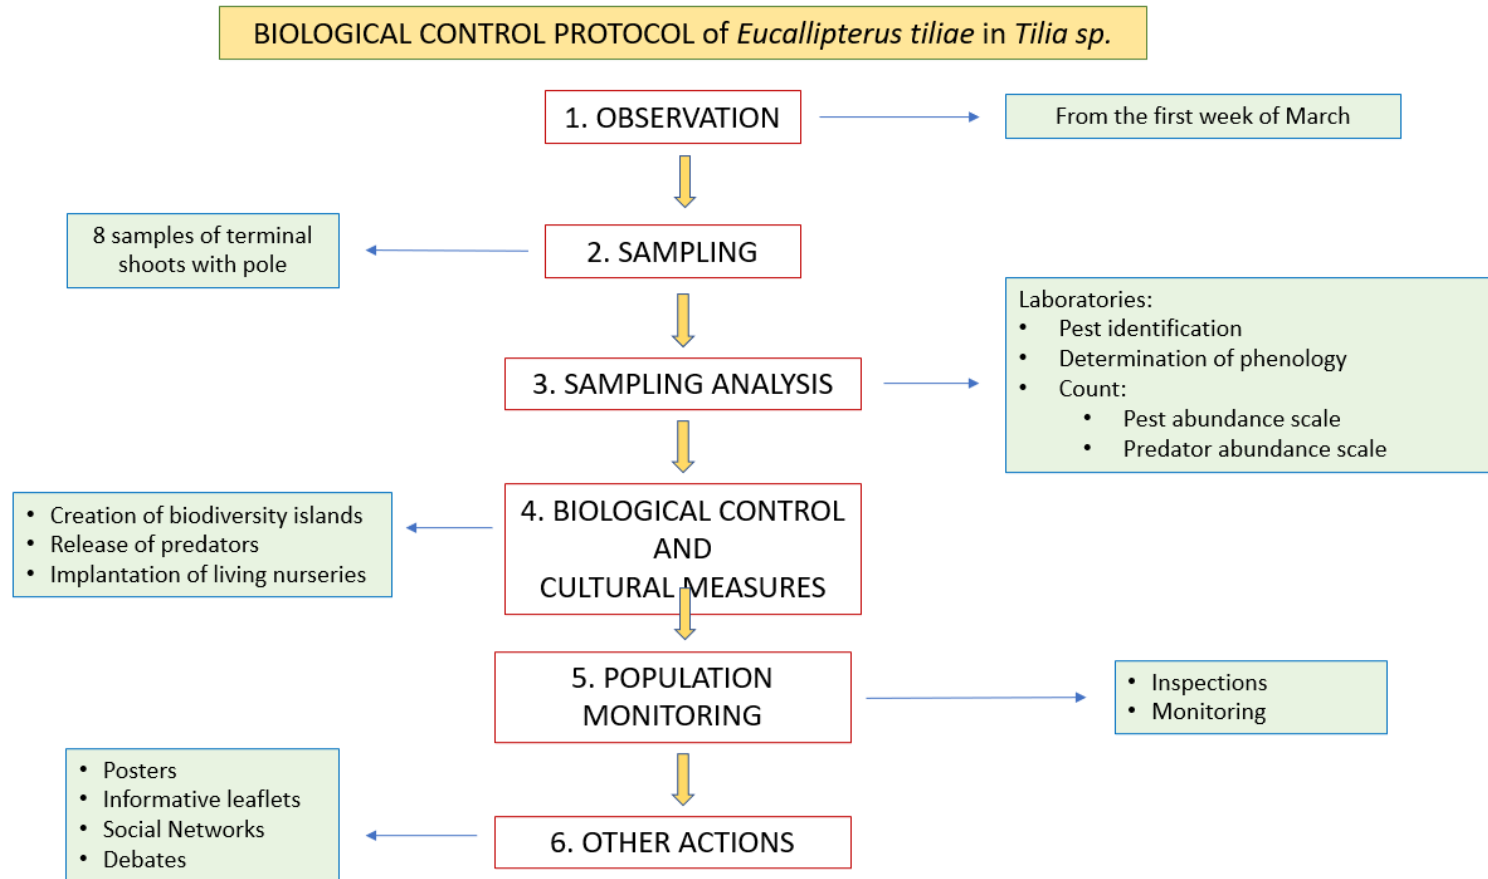 BIOLOGICAL CONTROL PROTOCOL of Eucallipterus tiliae in Tilia sp.
1. OBSERVATION
From the first week of March
2. SAMPLING
8 samples of terminal
shoots with pole
3. SAMPLING ANALYSIS
Laboratories:
• Pest identification
• Determination of phenology
• Count:
• Pest abundance scale
• Predator abundance scale
4. BIOLOGICAL CONTROL
AND
CULTURAL MEASURES
• Creation of biodiversity islands
• Release of predators
• Implantation of living nurseries
5. POPULATION
MONITORING
• Inspections
• Monitoring
6. OTHER ACTIONS
• Posters
• Informative leaflets
• Social Networks
• Debates